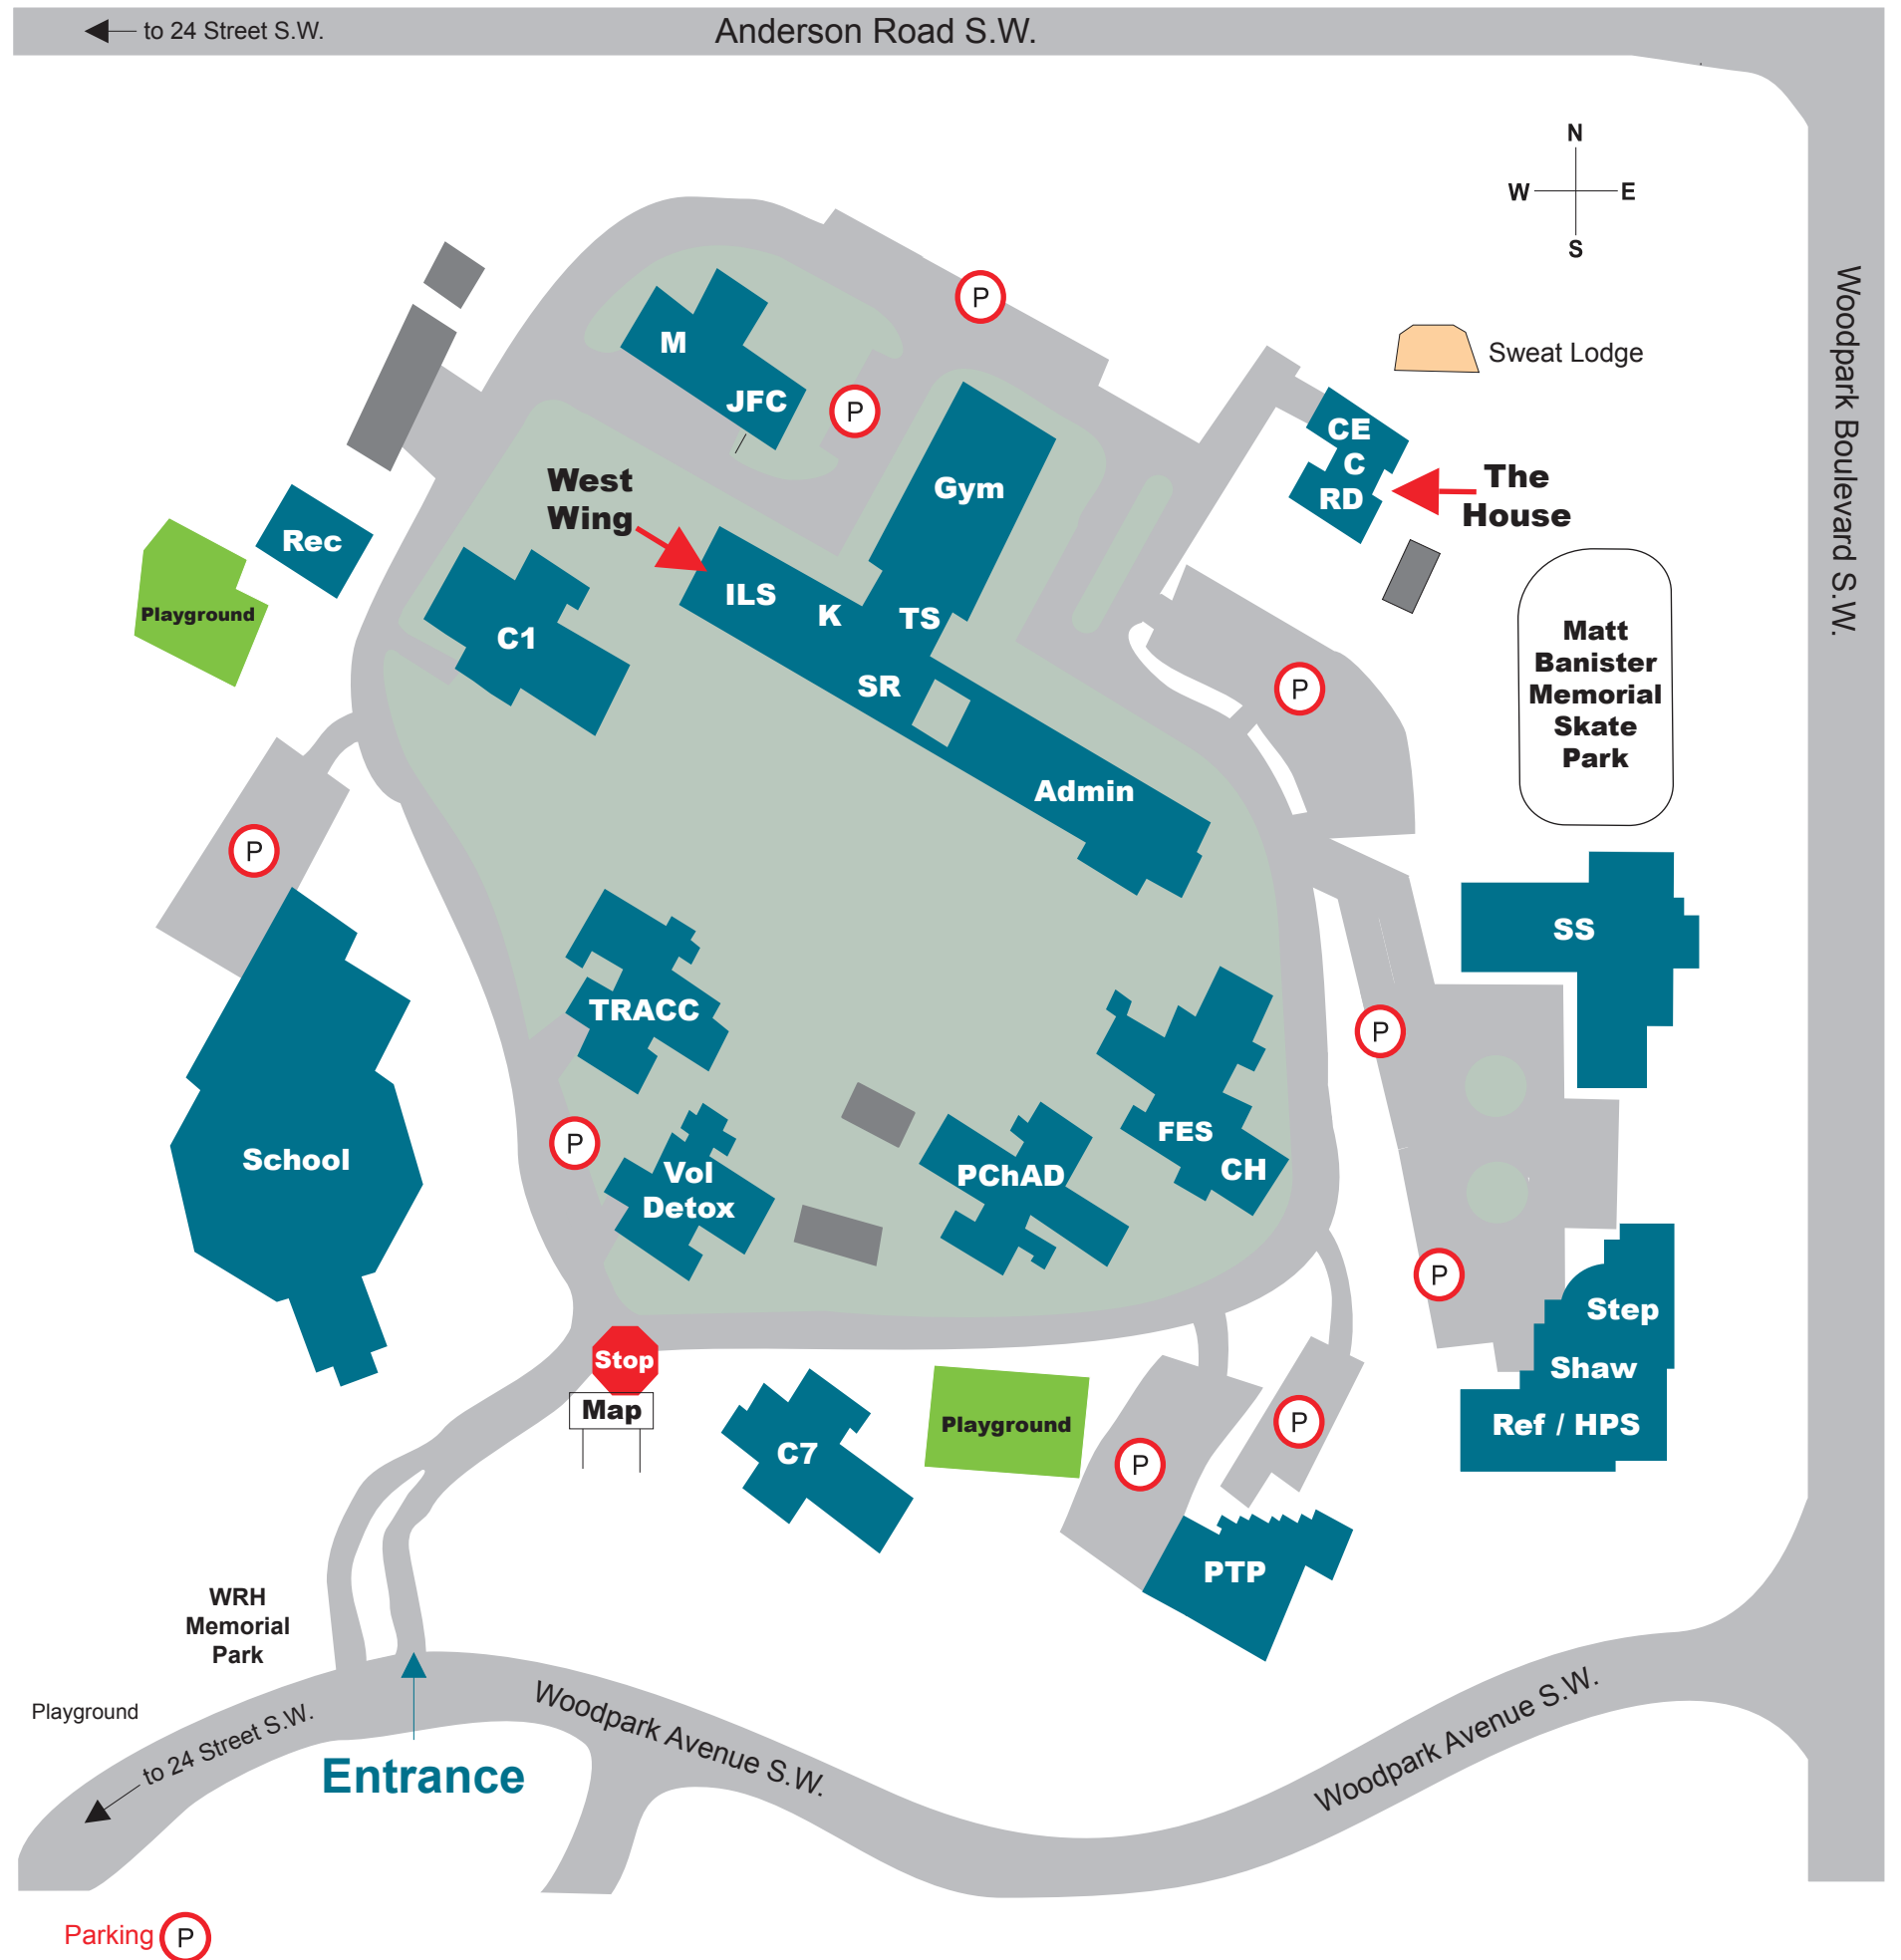 to 24 Street S.W.
Anderson Road S.W.
N
W
E
S
Woodpark Boulevard S.W.
P
Sweat Lodge
M
JFC
P
CE
C
RD
The
House
West
Wing
Gym
Rec
Playground
ILS
K
TS
C1
SR
P
Matt
Banister
Memorial
Skate
Park
Admin
P
SS
TRACC
P
P
School
Vol
Detox
PChAD
FES
CH
P
Step
Shaw
Ref / HPS
Stop
Map
C7
Playground
P
P
PTP
WRH
Memorial
Park
Playground
to 24 Street S.W.
Entrance
Woodpark Avenue S.W.
Woodpark Avenue S.W.
Parking P